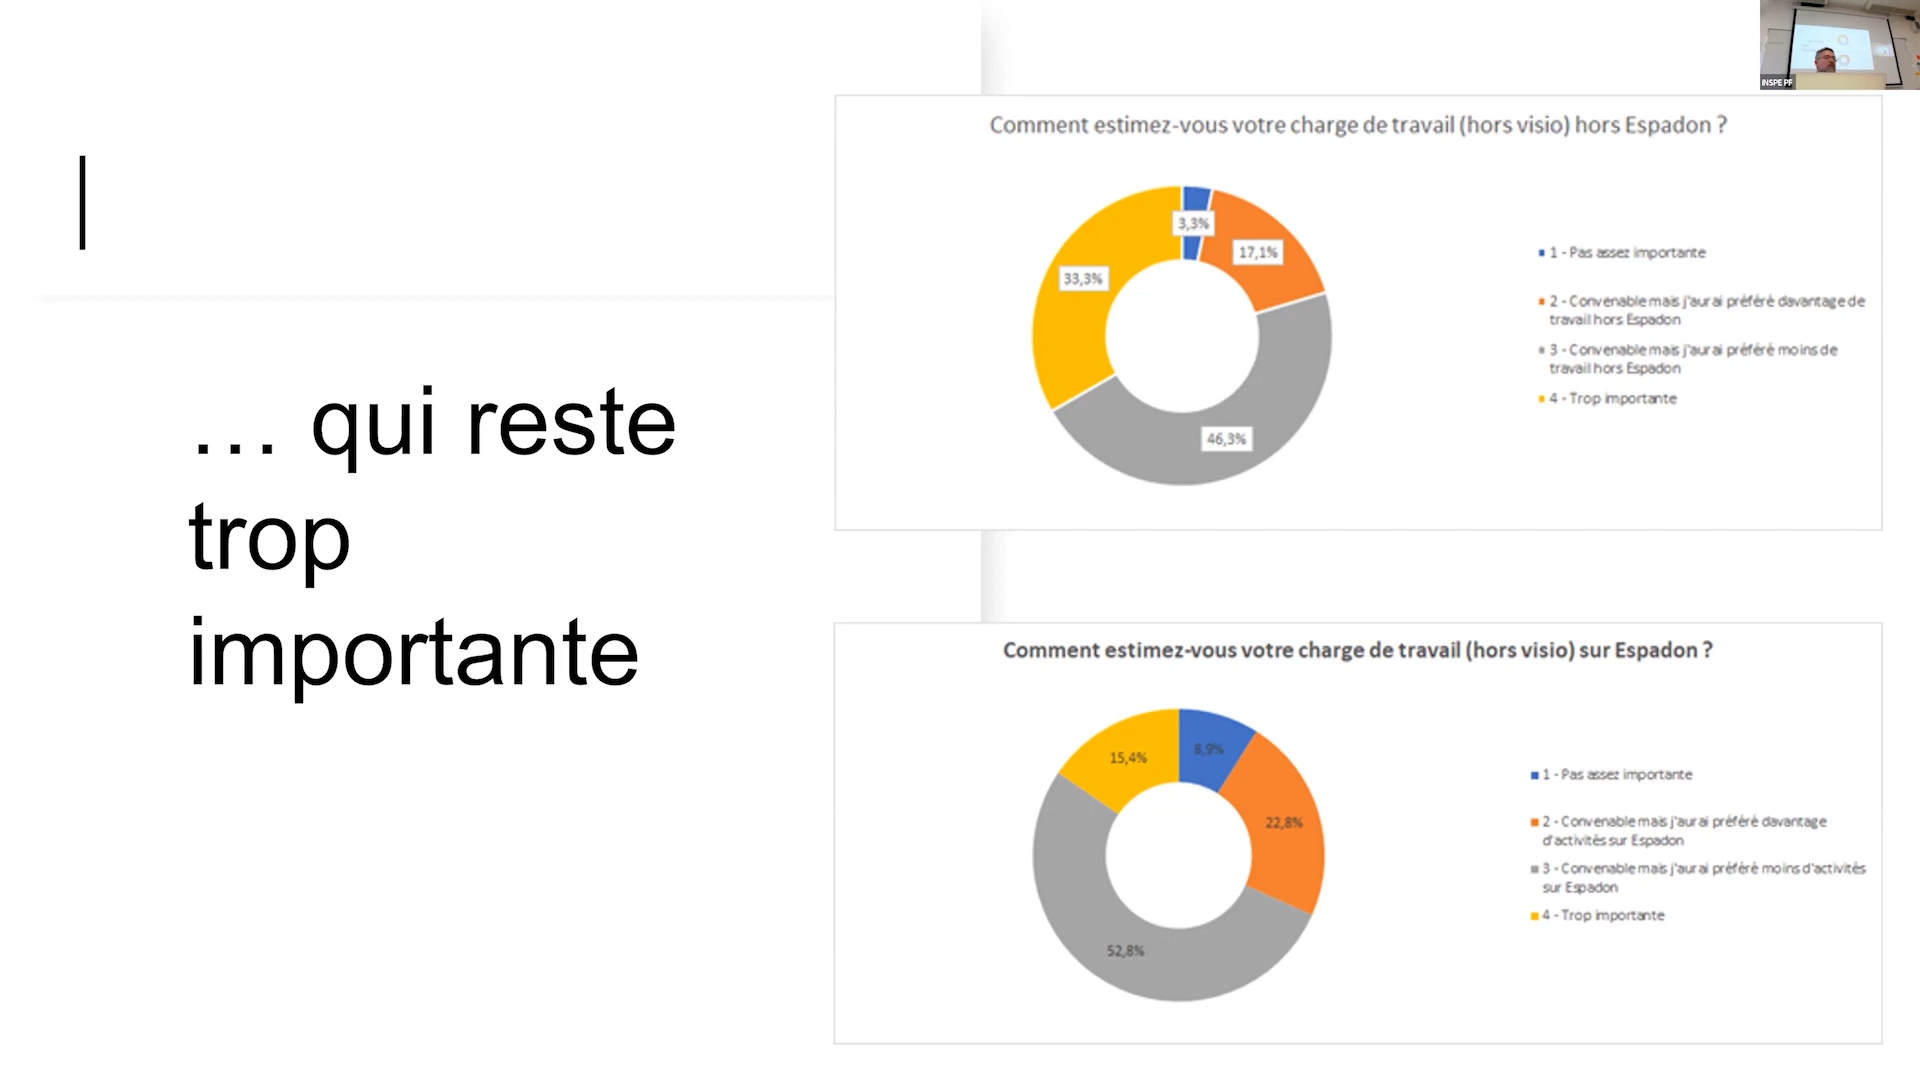 … qui reste
trop
importante
INSPE PF
Comment estimez-vous votre charge de travail (hors visio) hors Espadon ?
3,3%
17,1%
33,3%
46,3%
1 - Pas assez importante
2 - Convenable mais j'aurai préféré davantage de
travail hors Espadon
3 - Convenable mais j'aurai préféré moins de
travail hors Espadon
4 - Trop importante
Comment estimez-vous votre charge de travail (hors visio) sur Espadon ?
8,9%
15,4%
22,8%
52,8%
1 - Pas assez importante
2 - Convenable mais j'aurai préféré davantage
d'activités sur Espadon
3 - Convenable mais j'aurai préféré moins d'activités
sur Espadon
4 - Trop importante